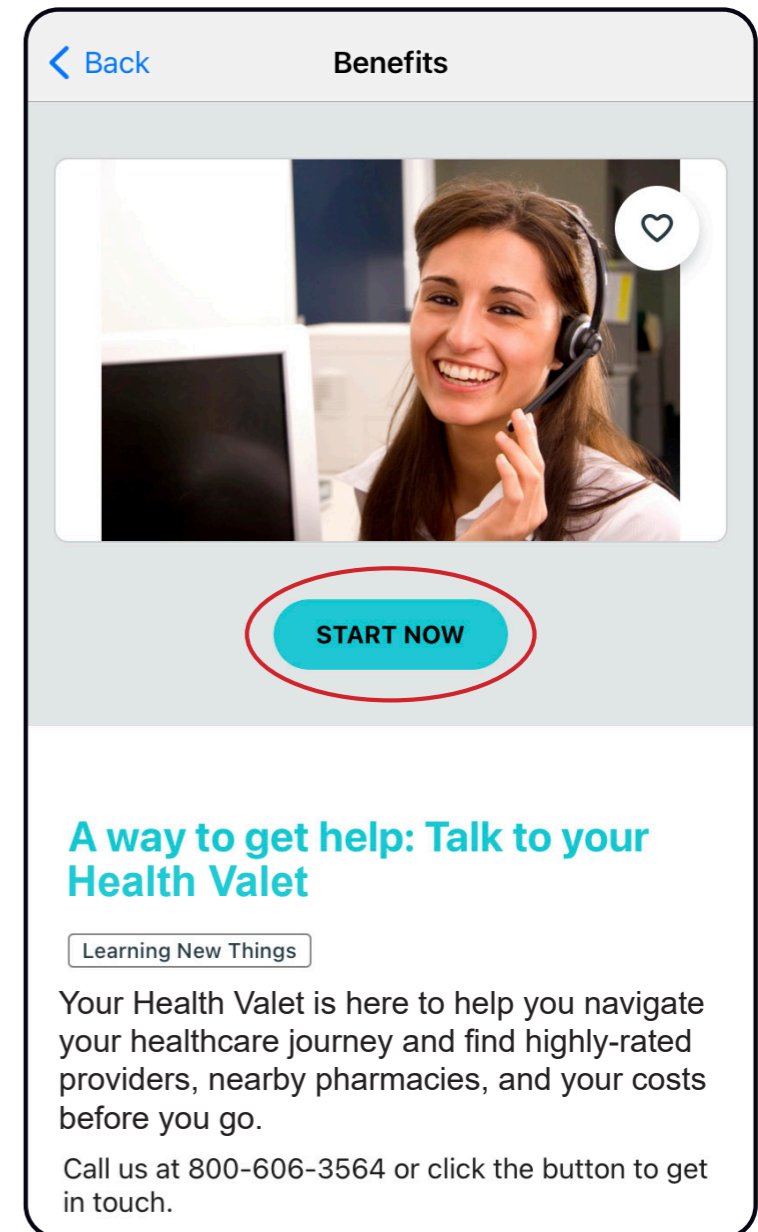 Back
Benefits
START NOW
A way to get help: Talk to your
Health Valet
Learning New Things
Your Health Valet is here to help you navigate
your healthcare journey and find highly-rated
providers, nearby pharmacies, and your costs
before you go.
Call us at 800-606-3564 or click the button to get
in touch.